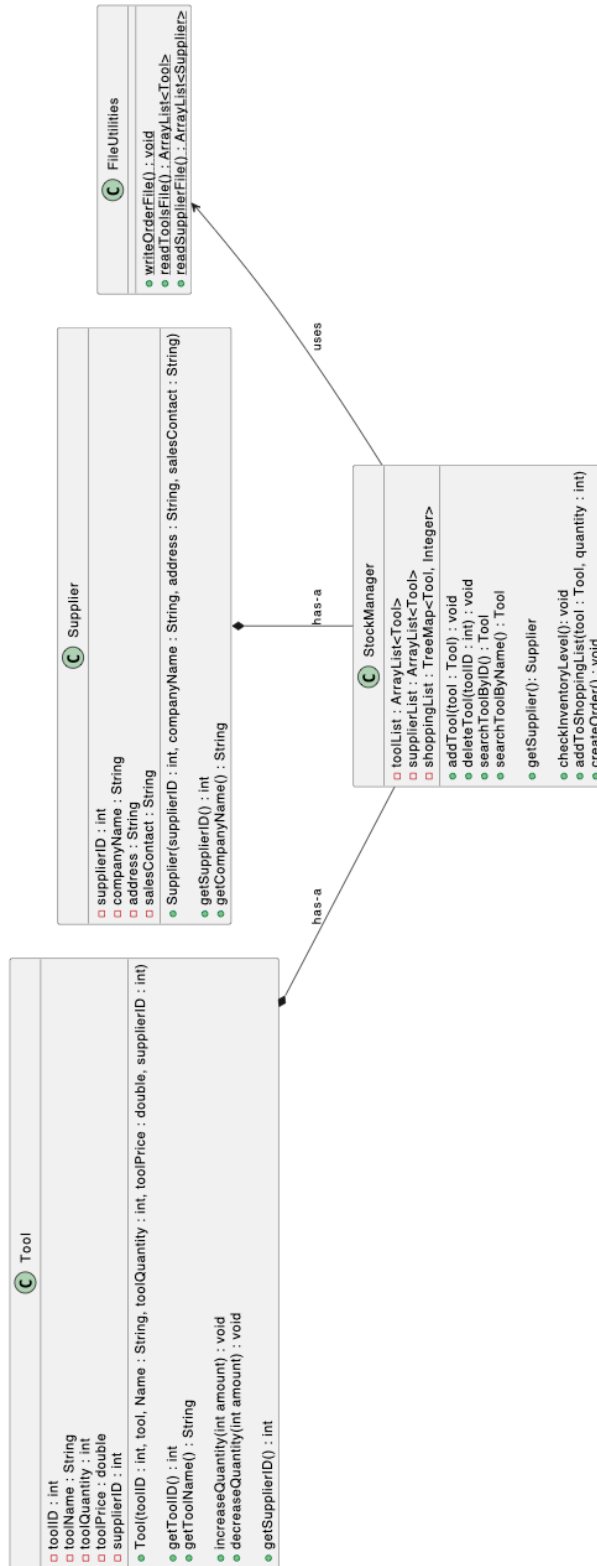 C Tool
toolID : int
toolName : String
toolQuantity : int
toolPrice : double
supplierID : int
Tool(toolID : int, tool, Name : String, toolQuantity : int, toolPrice : double, supplierID : int)
getToolID() : int
getToolName() : String
increaseQuantity(int amount) : void
decreaseQuantity(int amount) : void
getSupplierID() : int
C Supplier
supplierID : int
companyName : String
address : String
salesContact : String
Supplier(supplierID : int, companyName : String, address : String, salesContact : String)
getSupplierID() : int
getCompanyName() : String
C FileUtilities
writeOrderFile() : void
readToolsFile() : ArrayList<Tool>
readSupplierFile() : ArrayList<Supplier>
has-a
has-a
uses
C StockManager
toolList : ArrayList<Tool>
supplierList : ArrayList<Tool>
shoppingList : TreeMap<Tool, Integer>
addTool(tool : Tool) : void
deleteTool(toolID : int) : void
searchToolByID() : Tool
searchToolByName() : Tool
getSupplier(): Supplier
checkInventoryLevel(): void
addToShoppingList(tool : Tool, quantity : int)
createOrder() : void